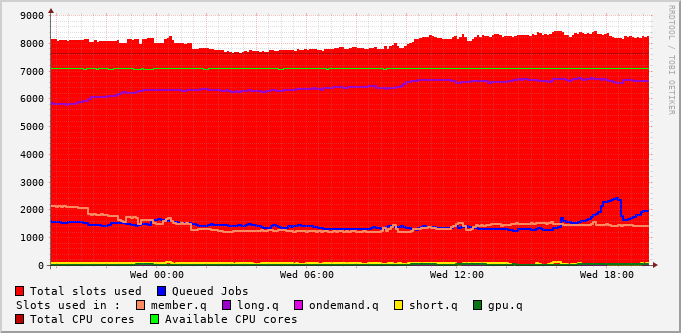 RRDTOOL / TOBI OETIKER
9000
8000
7000
6000
5000
4000
3000
2000
1000
0
Wed 00:00 Wed 06:00 Wed 12:00 Wed 18:00
Total slots used Queued Jobs
Slots used in : member.q long.q ondemand.q short.q gpu.q
Total CPU cores Available CPU cores